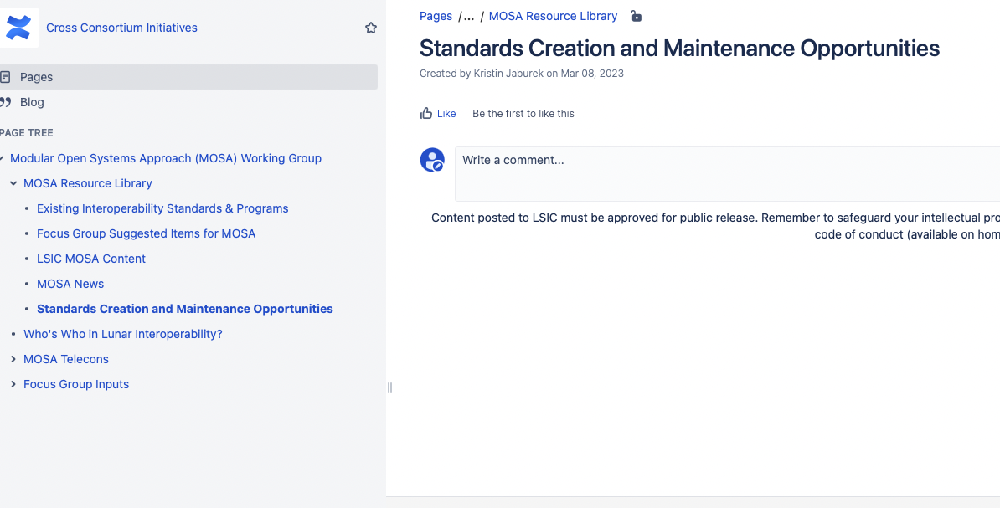 Cross Consortium Initiatives
Pages
Blog
PAGE TREE
Modular Open Systems Approach (MOSA) Working Group
MOSA Resource Library
Existing Interoperability Standards & Programs
Focus Group Suggested Items for MOSA
LSIC MOSA Content
MOSA News
Standards Creation and Maintenance Opportunities
Who's Who in Lunar Interoperability?
MOSA Telecons
Focus Group Inputs
Pages /... / MOSA Resource Library
Standards Creation and Maintenance Opportunities
Created by Kristin Jaburek on Mar 08, 2023
Like Be the first to like this
Write a comment...
Content posted to LSIC must be approved for public release. Remember to safeguard your intellectual pro
code of conduct (available on hom